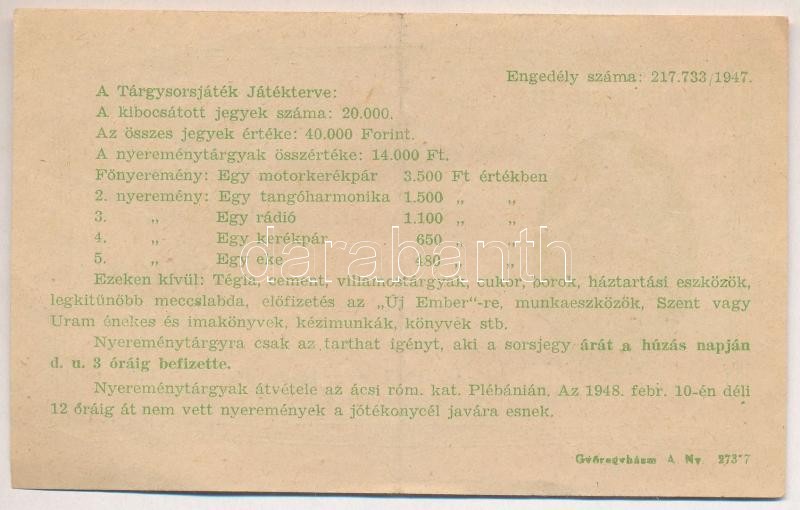 Engedély száma: 217.733/1947.
A Tárgysorsjáték Játékterve:
A kibocsátott jegyek száma: 20.000.
Az összes jegyek értéke: 40.000 Forint.
A nyereménytárgyak összértéke: 14.000 Ft.
Főnyeremény: Egy motorkerékpár 3.500 Ft értékben
2. nyeremény: Egy tangóharmonika 1.500 „ „
3. „ Egy rádió 1.100 „ „
4. „ Egy kerékpár 650 „ „
5. „ Egy eke 480 „ „
darabanth
Ezeken kívül: Tégla, cement, villamostárgyak, cukor, borok, háztartási eszközök,
legkitűnőbb meccslabda, előfizetés az „Új Ember"-re, munkaeszközök, Szent vagy
Uram énekes és imakönyvek, kézimunkák, könyvek stb.
Nyereménytárgyra csak az tarthat igényt, aki a sorsjegy árát a húzás napján
d. u. 3 óráig befizette.
Nyereménytárgyak átvétele az ácsi róm. kat. Plébánián. Az 1948. febr. 10-én déli
12 óráig át nem vett nyeremények a jótékonycél javára esnek.
Győregyházm A. Ny.